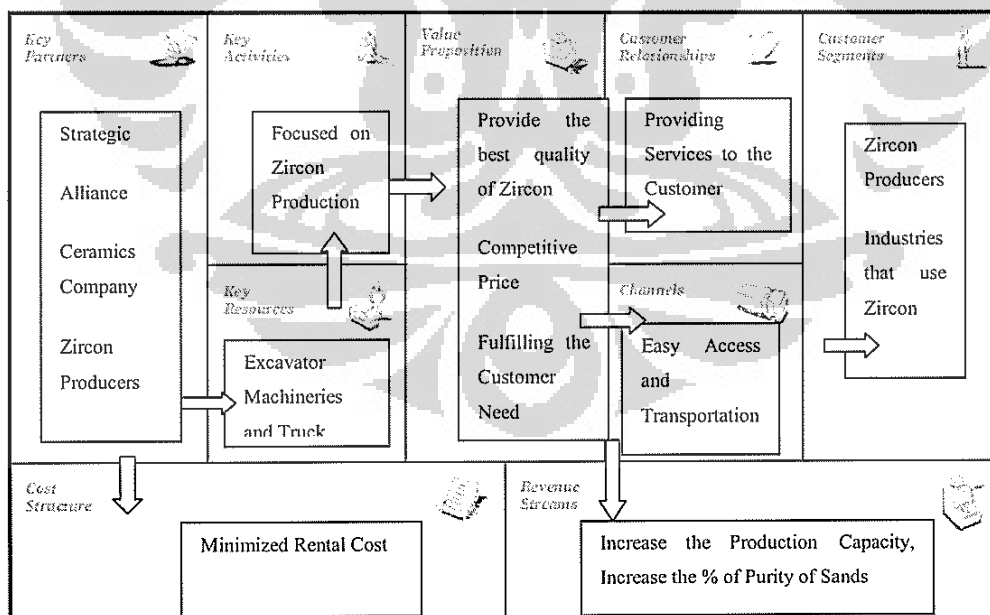 Key
Partners
Strategic
Alliance
Ceramics
Company
Zircon
Producers
Key
Activities
Focused on
Zircon
Production
Key
Resources
Excavator
Machineries
and Truck
Value
Proposition
Provide the
best quality
of Zircon
Competitive
Price
Fulfilling the
Customer
Need
Customer
Relationships
Providing
Services to the
Customer
Channels
Easy Access
and
Transportation
Customer
Segments
Zircon
Producers
Industries
that use
Zircon
Cost
Structure
Minimized Rental Cost
Revenue
Streams
Increase the Production Capacity,
Increase the % of Purity of Sands